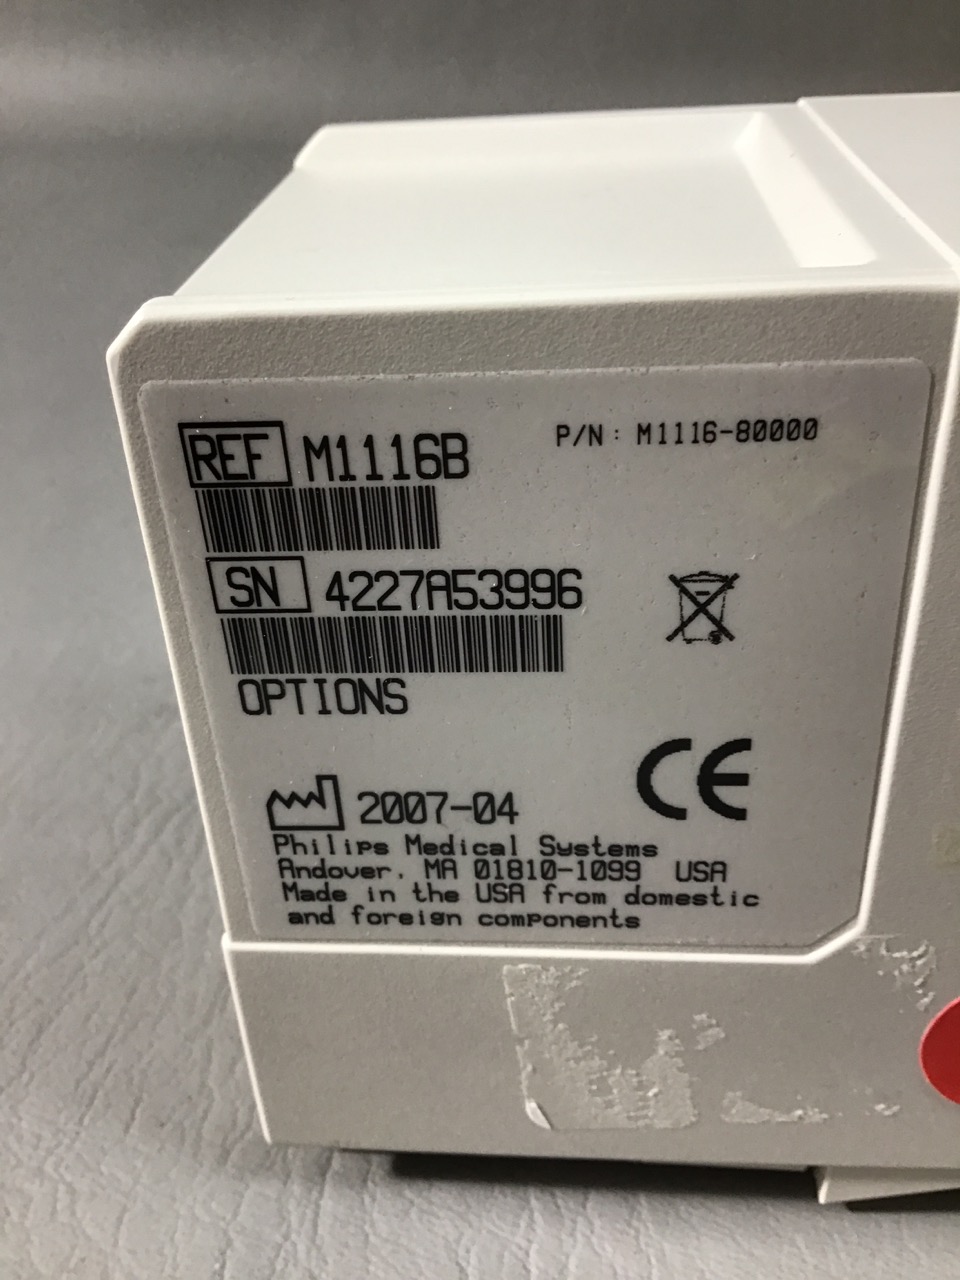 REF M1116B P/N: M1116-80000
SN 4227A53996
OPTIONS
CE
2007-04
Philips Medical Systems
Andover, MA 01810-1099 USA
Made in the USA from domestic
and foreign components